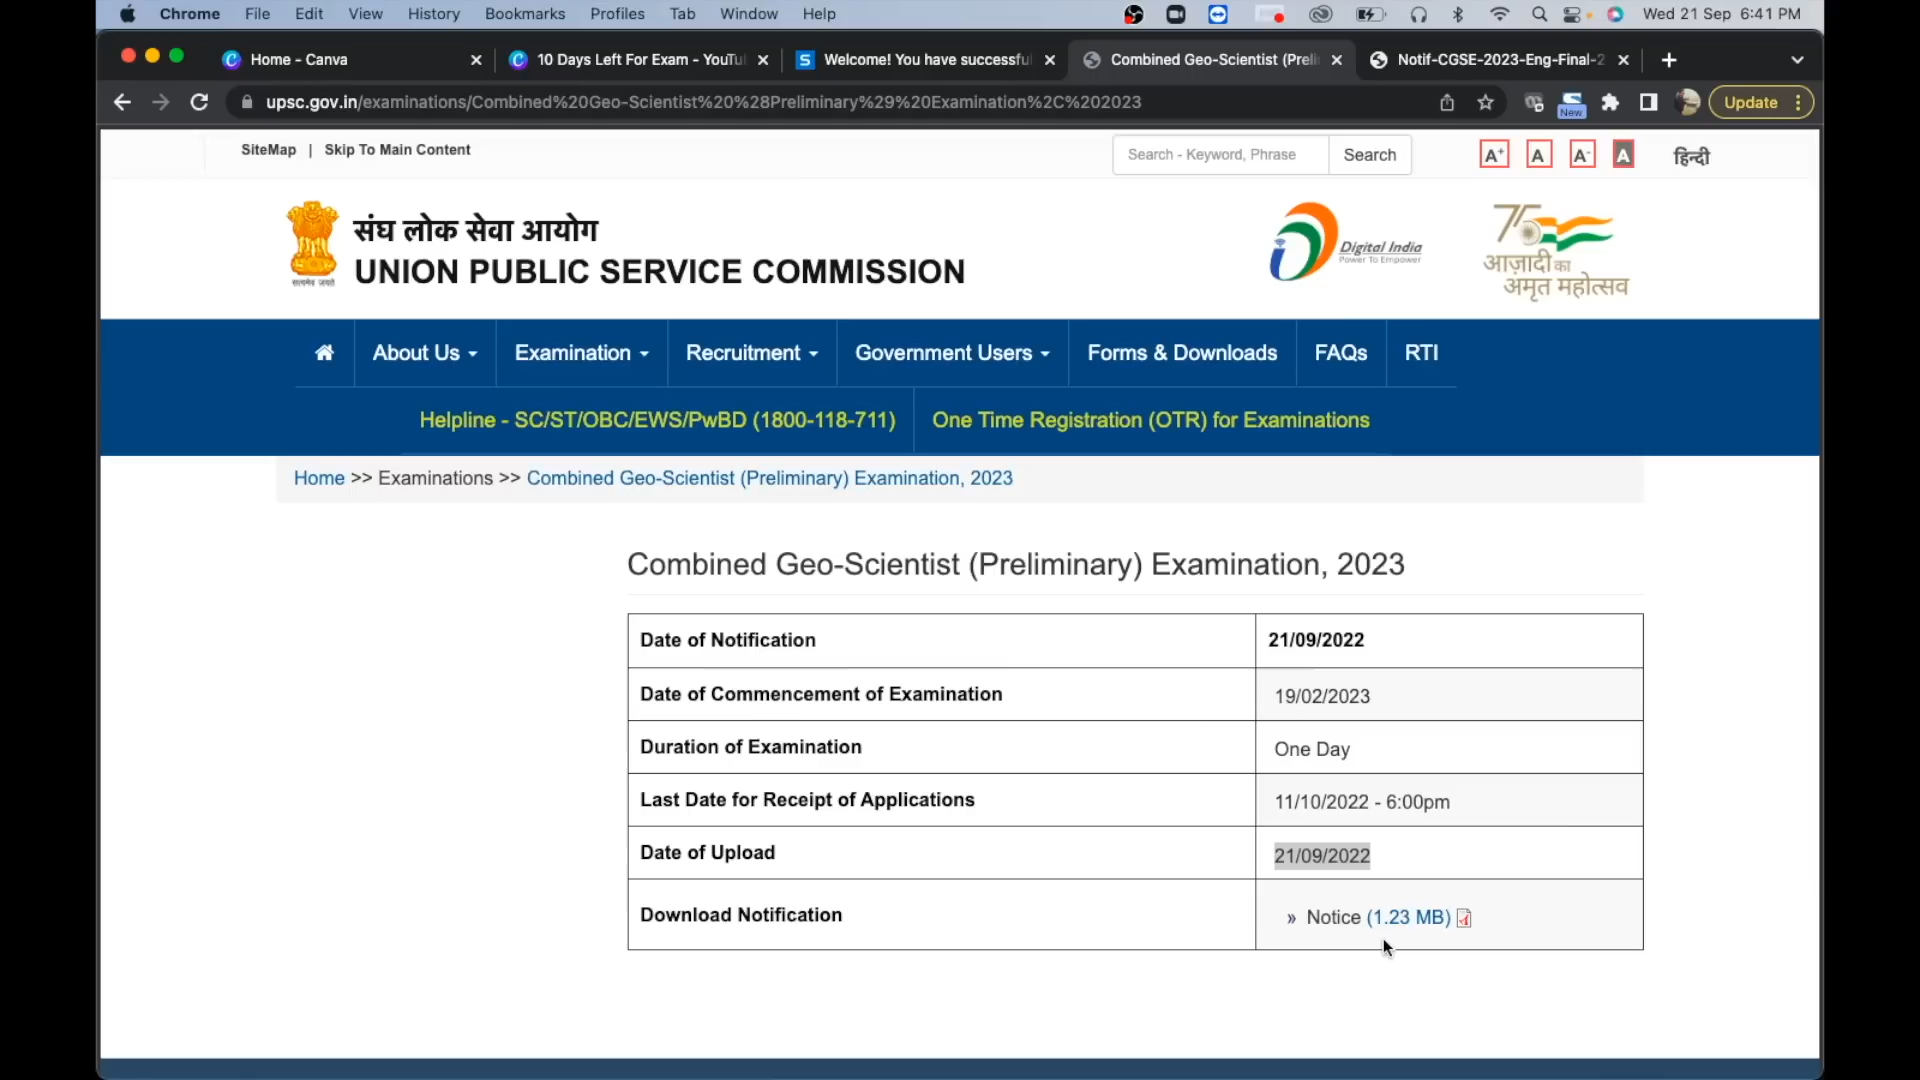 Chrome File Edit View History Bookmarks Profiles Tab Window Help Wed 21 Sep 6:41 PM
Home - Canva 10 Days Left For Exam - YouTu Welcome! You have successfu Combined Geo-Scientist (Preli Notif-CGSE-2023-Eng-Final-2
upsc.gov.in/examinations/Combined%20Geo-Scientist%20%28Preliminary%29%20Examination%2C%202023 New Update
SiteMap | Skip To Main Content Search - Keyword, Phrase Search A+ A A- A हिन्दी
संघ लोक सेवा आयोग
UNION PUBLIC SERVICE COMMISSION
सत्यमेव जयते
Digital India
Power To Empower
75
आज़ादी का
अमृत महोत्सव
About Us Examination Recruitment Government Users Forms & Downloads FAQs RTI
Helpline - SC/ST/OBC/EWS/PwBD (1800-118-711) One Time Registration (OTR) for Examinations
Home >> Examinations >> Combined Geo-Scientist (Preliminary) Examination, 2023
Combined Geo-Scientist (Preliminary) Examination, 2023
Date of Notification 21/09/2022
Date of Commencement of Examination 19/02/2023
Duration of Examination One Day
Last Date for Receipt of Applications 11/10/2022 - 6:00pm
Date of Upload 21/09/2022
Download Notification » Notice (1.23 MB)